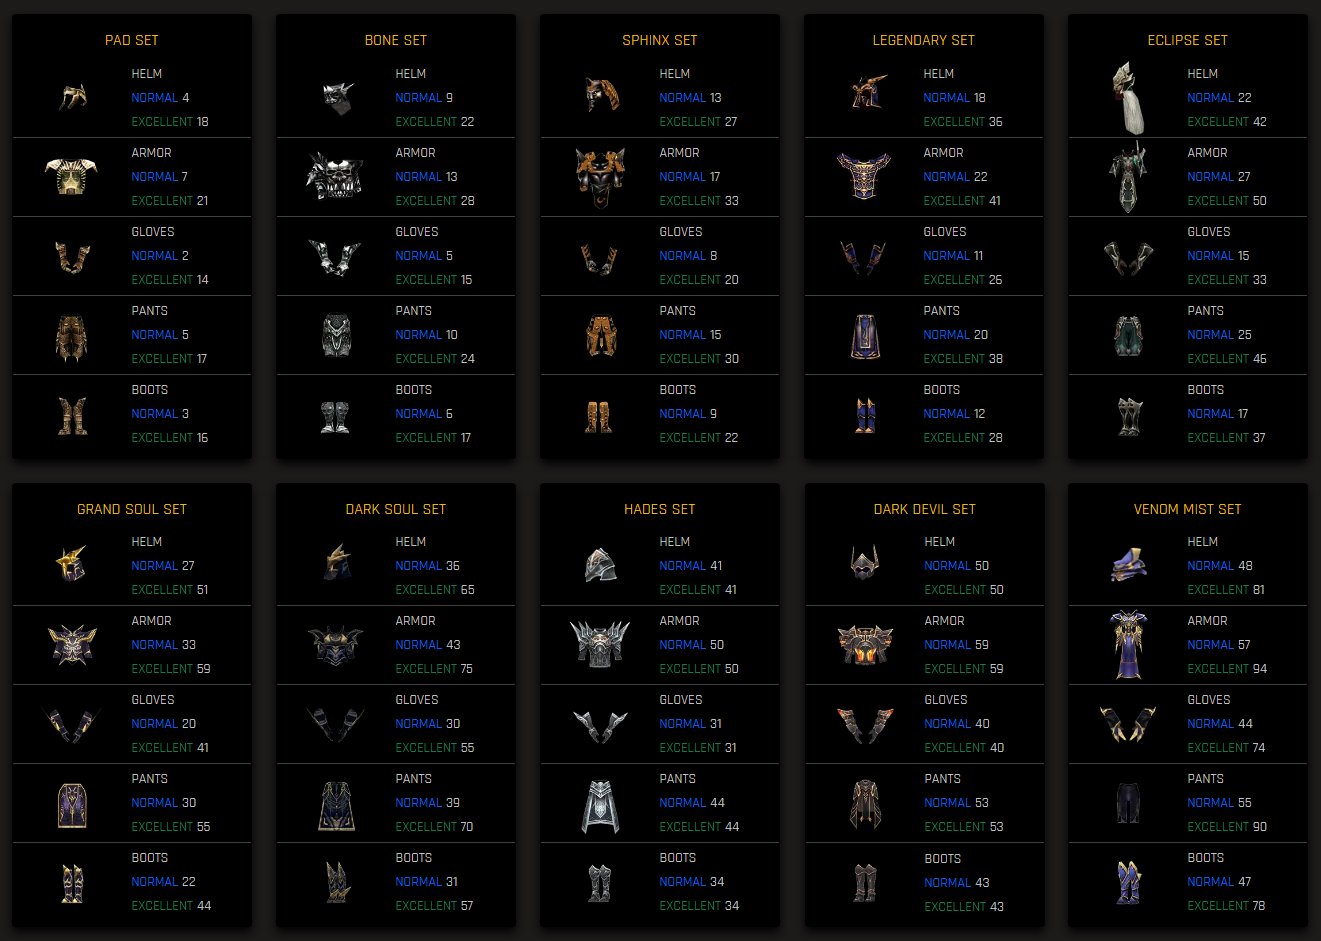 PAD SET
HELM
NORMAL 4
EXCELLENT 18
ARMOR
NORMAL 7
EXCELLENT 21
GLOVES
NORMAL 2
EXCELLENT 14
PANTS
NORMAL 5
EXCELLENT 17
BOOTS
NORMAL 3
EXCELLENT 16
BONE SET
HELM
NORMAL 9
EXCELLENT 22
ARMOR
NORMAL 13
EXCELLENT 28
GLOVES
NORMAL 5
EXCELLENT 15
PANTS
NORMAL 10
EXCELLENT 24
BOOTS
NORMAL 6
EXCELLENT 17
SPHINX SET
HELM
NORMAL 13
EXCELLENT 27
ARMOR
NORMAL 17
EXCELLENT 33
GLOVES
NORMAL 8
EXCELLENT 20
PANTS
NORMAL 15
EXCELLENT 30
BOOTS
NORMAL 9
EXCELLENT 22
LEGENDARY SET
HELM
NORMAL 18
EXCELLENT 36
ARMOR
NORMAL 22
EXCELLENT 41
GLOVES
NORMAL 11
EXCELLENT 26
PANTS
NORMAL 20
EXCELLENT 38
BOOTS
NORMAL 12
EXCELLENT 28
ECLIPSE SET
HELM
NORMAL 22
EXCELLENT 42
ARMOR
NORMAL 27
EXCELLENT 50
GLOVES
NORMAL 15
EXCELLENT 33
PANTS
NORMAL 25
EXCELLENT 46
BOOTS
NORMAL 17
EXCELLENT 37
GRAND SOUL SET
HELM
NORMAL 27
EXCELLENT 51
ARMOR
NORMAL 33
EXCELLENT 59
GLOVES
NORMAL 20
EXCELLENT 41
PANTS
NORMAL 30
EXCELLENT 55
BOOTS
NORMAL 22
EXCELLENT 44
DARK SOUL SET
HELM
NORMAL 36
EXCELLENT 65
ARMOR
NORMAL 43
EXCELLENT 75
GLOVES
NORMAL 30
EXCELLENT 55
PANTS
NORMAL 39
EXCELLENT 70
BOOTS
NORMAL 31
EXCELLENT 57
HADES SET
HELM
NORMAL 41
EXCELLENT 41
ARMOR
NORMAL 50
EXCELLENT 50
GLOVES
NORMAL 31
EXCELLENT 31
PANTS
NORMAL 44
EXCELLENT 44
BOOTS
NORMAL 34
EXCELLENT 34
DARK DEVIL SET
HELM
NORMAL 50
EXCELLENT 50
ARMOR
NORMAL 59
EXCELLENT 59
GLOVES
NORMAL 40
EXCELLENT 40
PANTS
NORMAL 53
EXCELLENT 53
BOOTS
NORMAL 43
EXCELLENT 43
VENOM MIST SET
HELM
NORMAL 48
EXCELLENT 81
ARMOR
NORMAL 57
EXCELLENT 94
GLOVES
NORMAL 44
EXCELLENT 74
PANTS
NORMAL 55
EXCELLENT 90
BOOTS
NORMAL 47
EXCELLENT 78